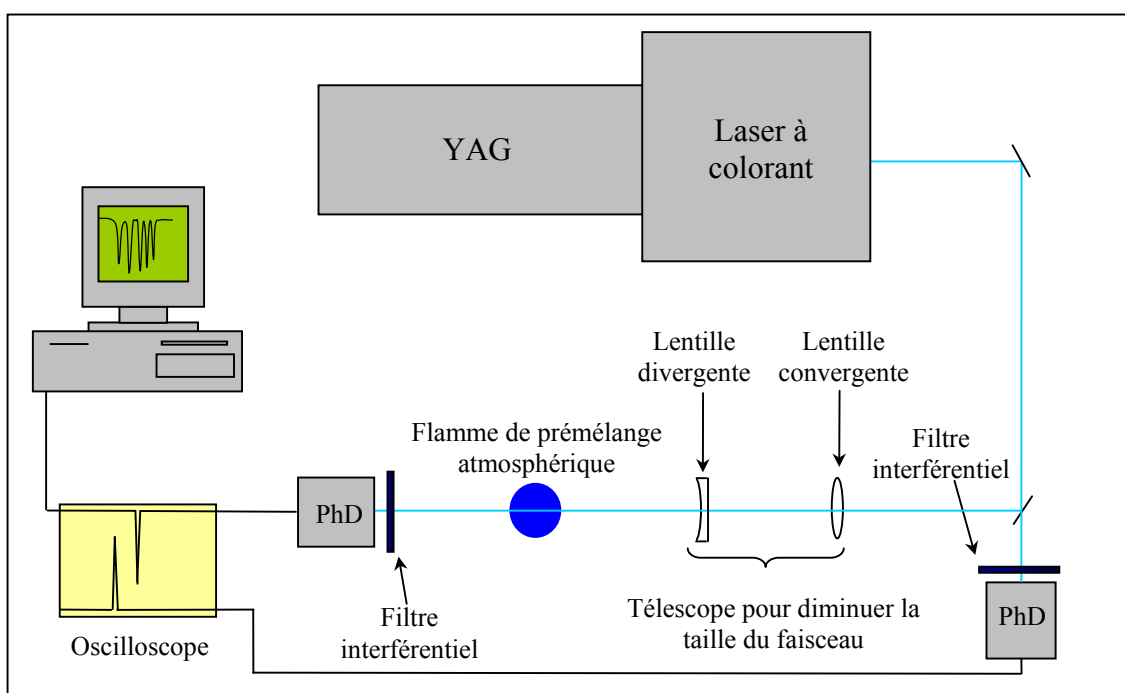 YAG
Laser à
colorant
Lentille
divergente
Lentille
convergente
Flamme de prémélange
atmosphérique
Filtre
interférentiel
PhD
PhD
Filtre
interférentiel
Télescope pour diminuer la
taille du faisceau
Oscilloscope